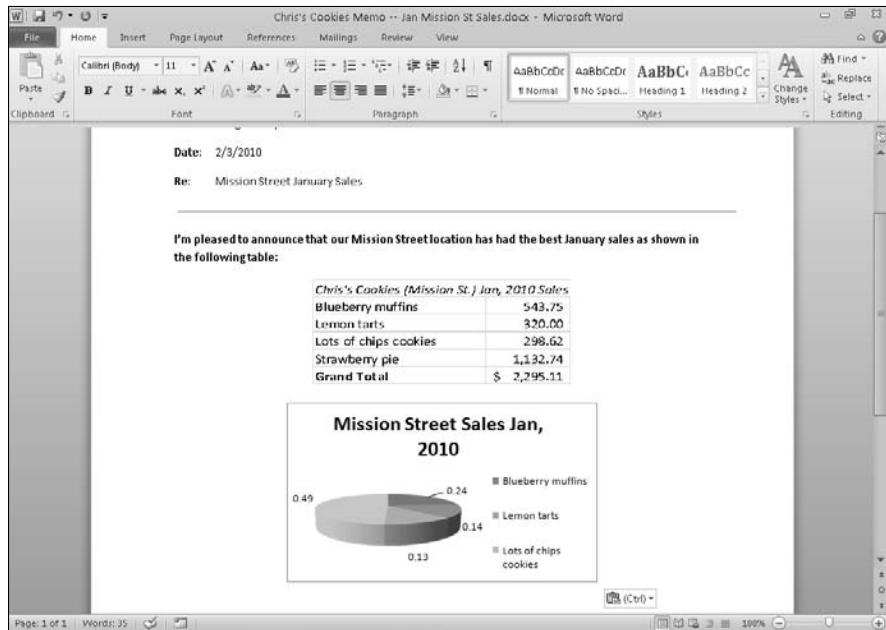 Chris's Cookies Memo -- Jan Mission St Sales.docx - Microsoft Word
File Home Insert Page Layout References Mailings Review View
Calibri (Body) 11 A A Aa
Find
Replace
Select
Paste
B I U abc x, x² A A
AaBbCcDc AaBbCcDc AaBbC AaBbCc
¶ Normal ¶ No Spaci... Heading 1 Heading 2
Change Styles
Clipboard Font Paragraph Styles Editing
Date: 2/3/2010
Re: Mission Street January Sales
I'm pleased to announce that our Mission Street location has had the best January sales as shown in
the following table:
Chris's Cookies (Mission St.) Jan, 2010 Sales
Blueberry muffins 543.75
Lemon tarts 320.00
Lots of chips cookies 298.62
Strawberry pie 1,132.74
Grand Total $ 2,295.11
Mission Street Sales Jan,
2010
0.49
0.24
0.14
0.13
Blueberry muffins
Lemon tarts
Lots of chips
cookies
(Ctrl)
Page: 1 of 1 Words: 35 100%